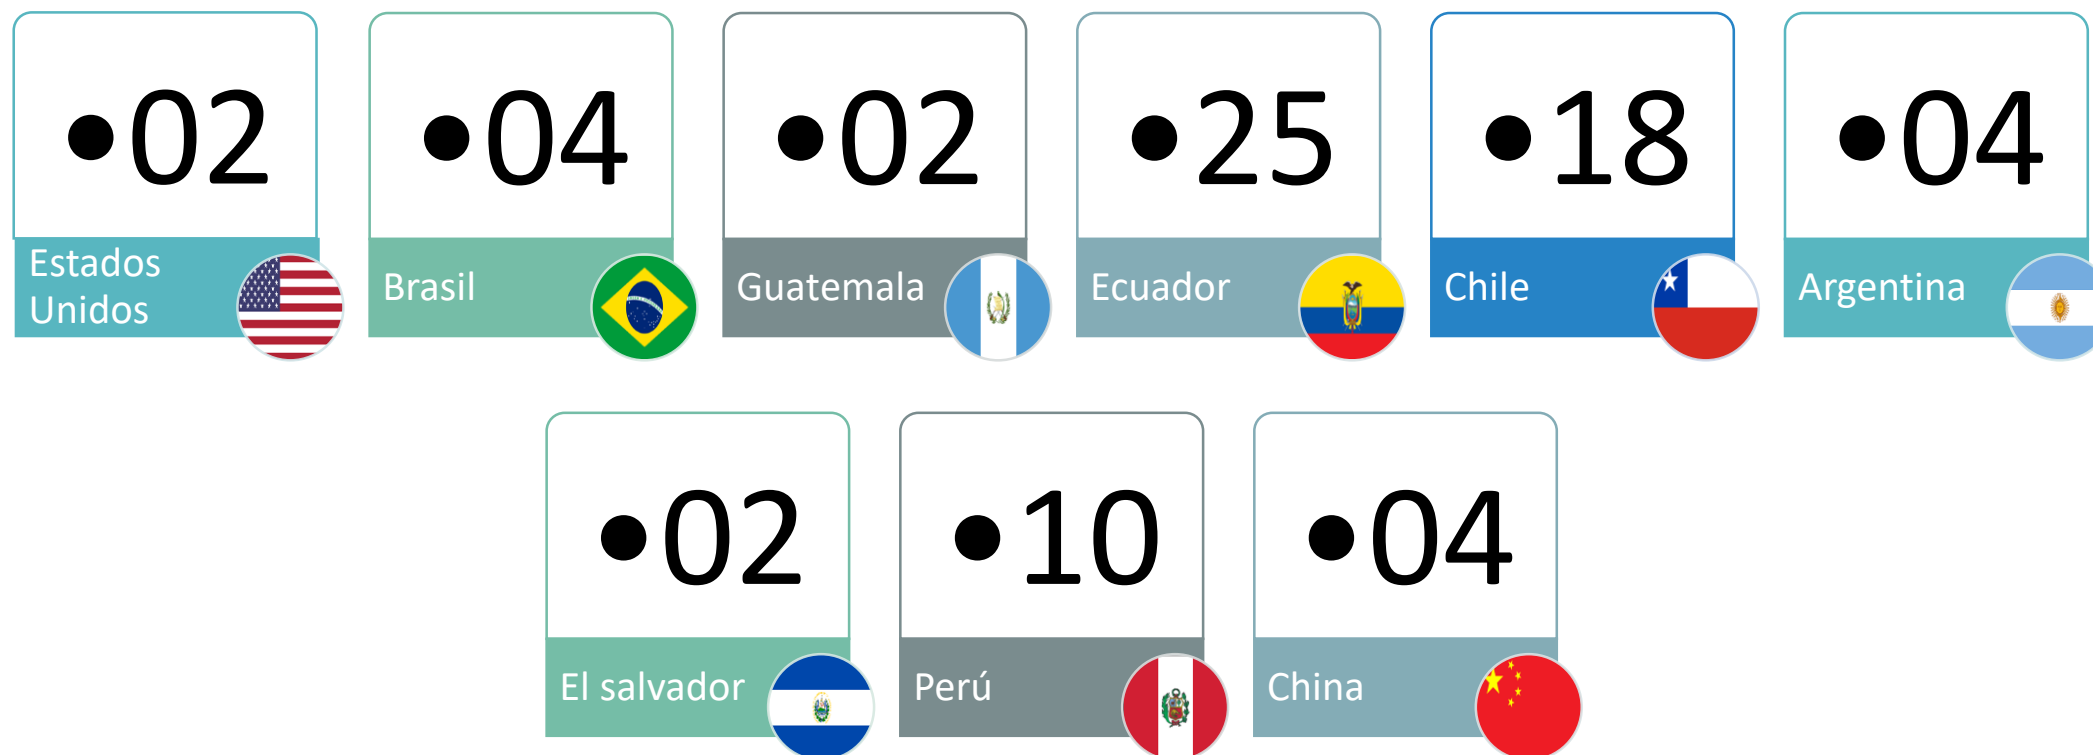 •02
•04
•02
•25
•18
•04
Estados
Unidos
Brasil
Guatemala
Ecuador
Chile
Argentina
•02
•10
•04
El salvador
Perú
China